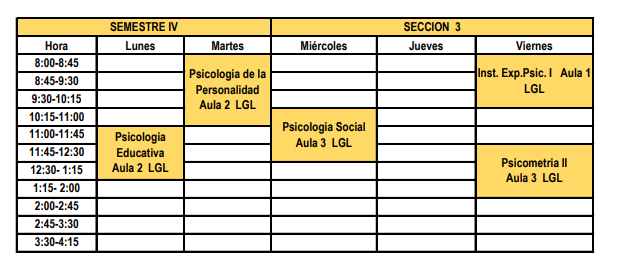 SEMESTRE IV SECCION 3
Hora Lunes Martes Miércoles Jueves Viernes
8:00-8:45
8:45-9:30
9:30-10:15
10:15-11:00
11:00-11:45
11:45-12:30
12:30- 1:15
1:15- 2:00
2:00-2:45
2:45-3:30
3:30-4:15
Psicologia Educativa
Aula 2 LGL
Psicologia de la
Personalidad
Aula 2 LGL
Psicologia Social
Aula 3 LGL
Inst. Exp.Psic. I Aula 1
LGL
Psicometria II
Aula 3 LGL